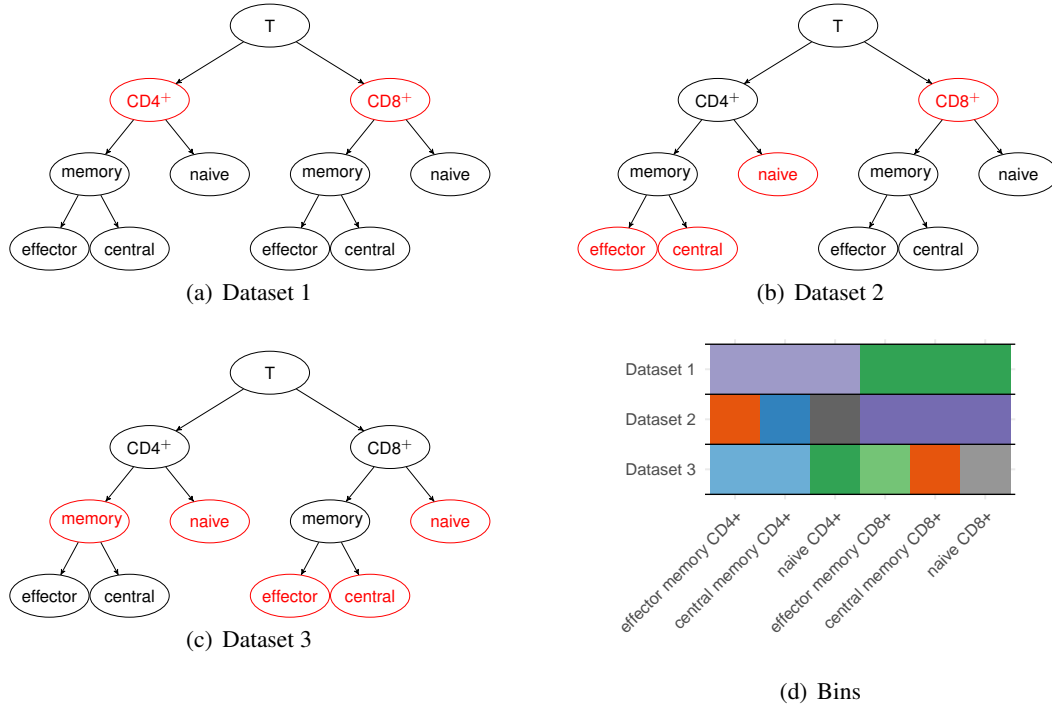 T
CD4+
CD8+
memory
naive
memory
naive
effector
central
effector
central
(a) Dataset 1
T
CD4+
CD8+
memory
naive
memory
naive
effector
central
effector
central
(b) Dataset 2
T
CD4+
CD8+
memory
naive
memory
naive
effector
central
effector
central
(c) Dataset 3
Dataset 1
Dataset 2
Dataset 3
effector memory CD4+
central memory CD4+
naive CD4+
effector memory CD8+
central memory CD8+
naive CD8+
(d) Bins